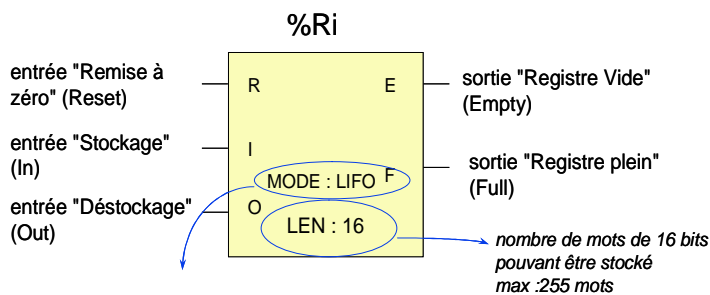 %Ri
entrée "Remise à
zéro" (Reset)
R
E
sortie "Registre Vide"
(Empty)
entrée "Stockage"
(In)
I
F
sortie "Registre plein"
(Full)
MODE : LIFO
entrée "Déstockage"
(Out)
O
LEN : 16
nombre de mots de 16 bits
pouvant être stocké
max :255 mots